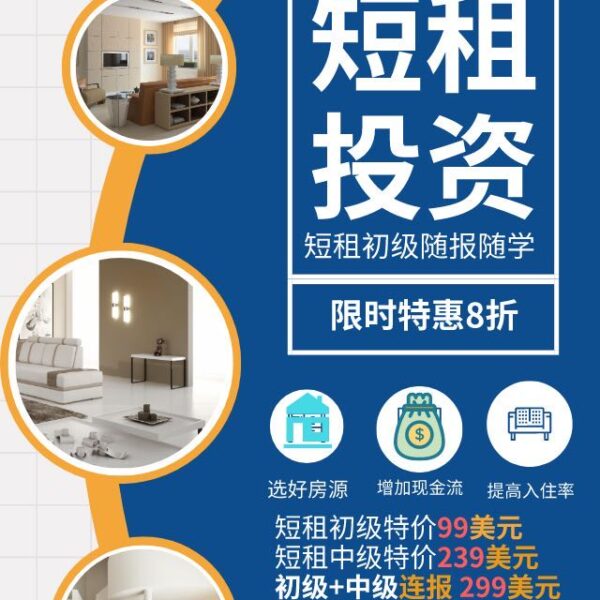 短租
投资
短租初级随报随学
限时特惠8折
选好房源
增加现金流
提高入住率
短租初级特价99美元
短租中级特价239美元
初级+中级连报 299美元